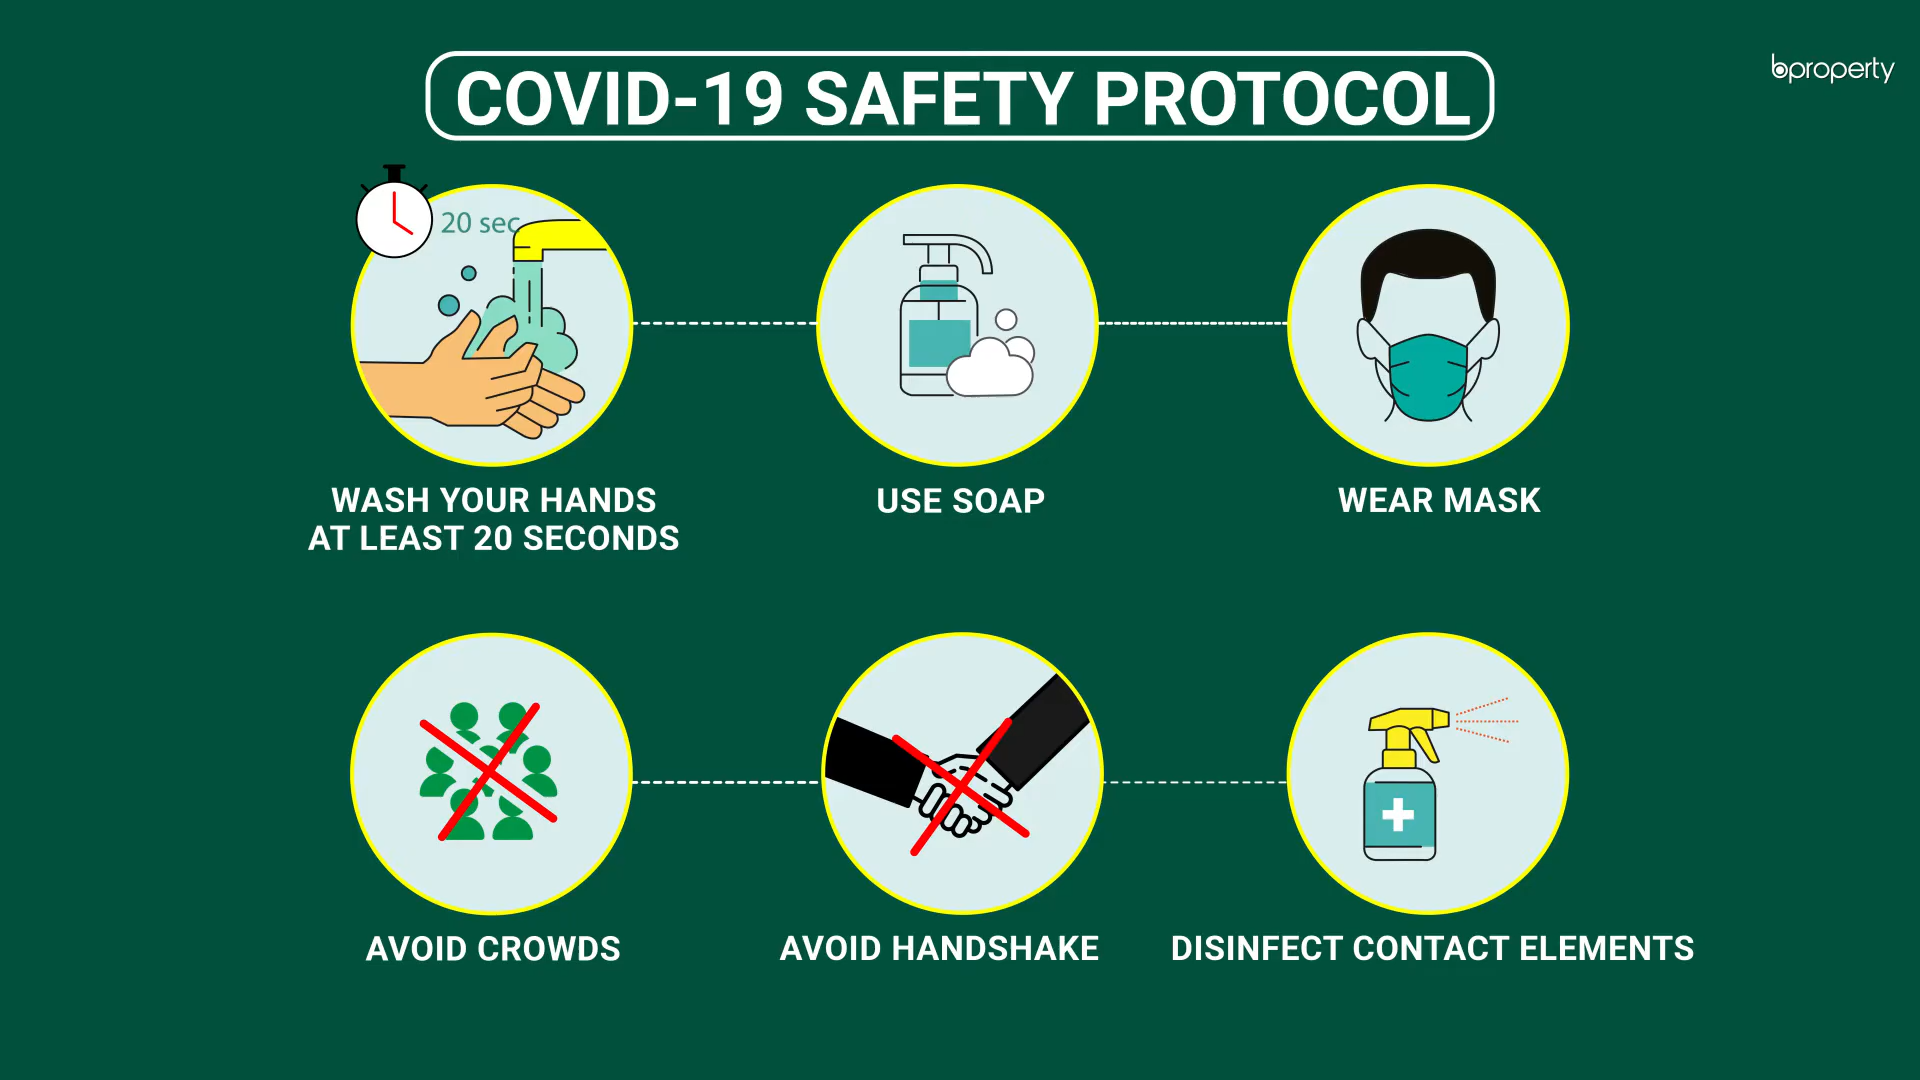 COVID-19 SAFETY PROTOCOL
bproperty
20 sec
WASH YOUR HANDS
AT LEAST 20 SECONDS
USE SOAP
WEAR MASK
AVOID CROWDS
AVOID HANDSHAKE
DISINFECT CONTACT ELEMENTS